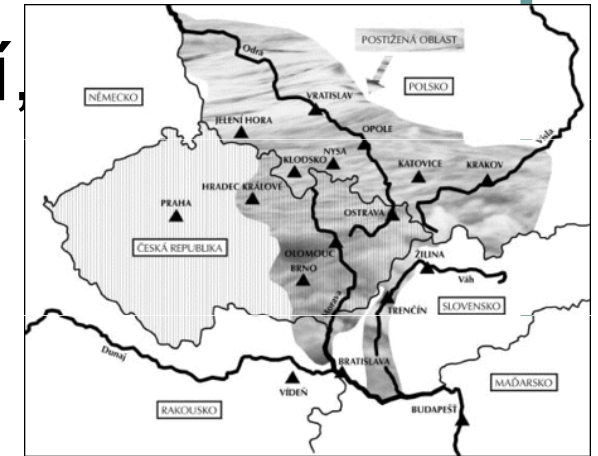 í,
POSTIŽENÁ OBLAST
Odra
POLSKO
NĚMECKO
VRATISLAV
JELENÍ HORA
OPOLE
Visla
NYSA
KLODSKO
KATOVICE
KRAKOV
HRADEC KRÁLOVÉ
PRAHA
OSTRAVA
ČESKÁ REPUBLIKA
OLOMOUC
ŽILINA
BRNO
Váh
Morava
TRENČÍN
SLOVENSKO
Dunaj
BRATISLAVA
VÍDEŇ
MAĎARSKO
RAKOUSKO
BUDAPEŠŤ